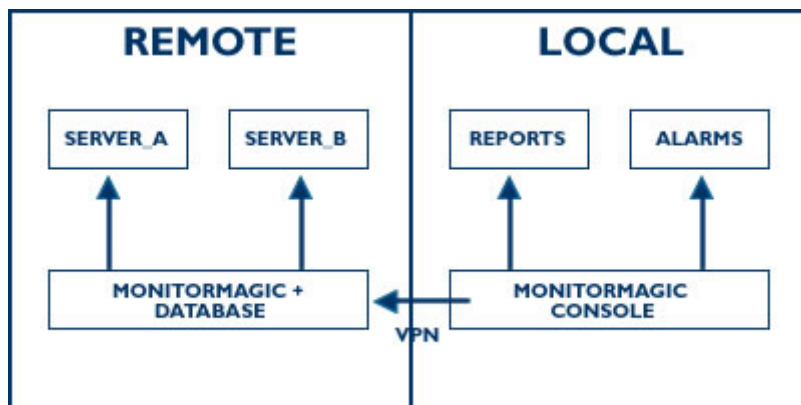 REMOTE
LOCAL
SERVER_A
SERVER_B
REPORTS
ALARMS
MONITORMAGIC +
DATABASE
MONITORMAGIC
CONSOLE
VPN